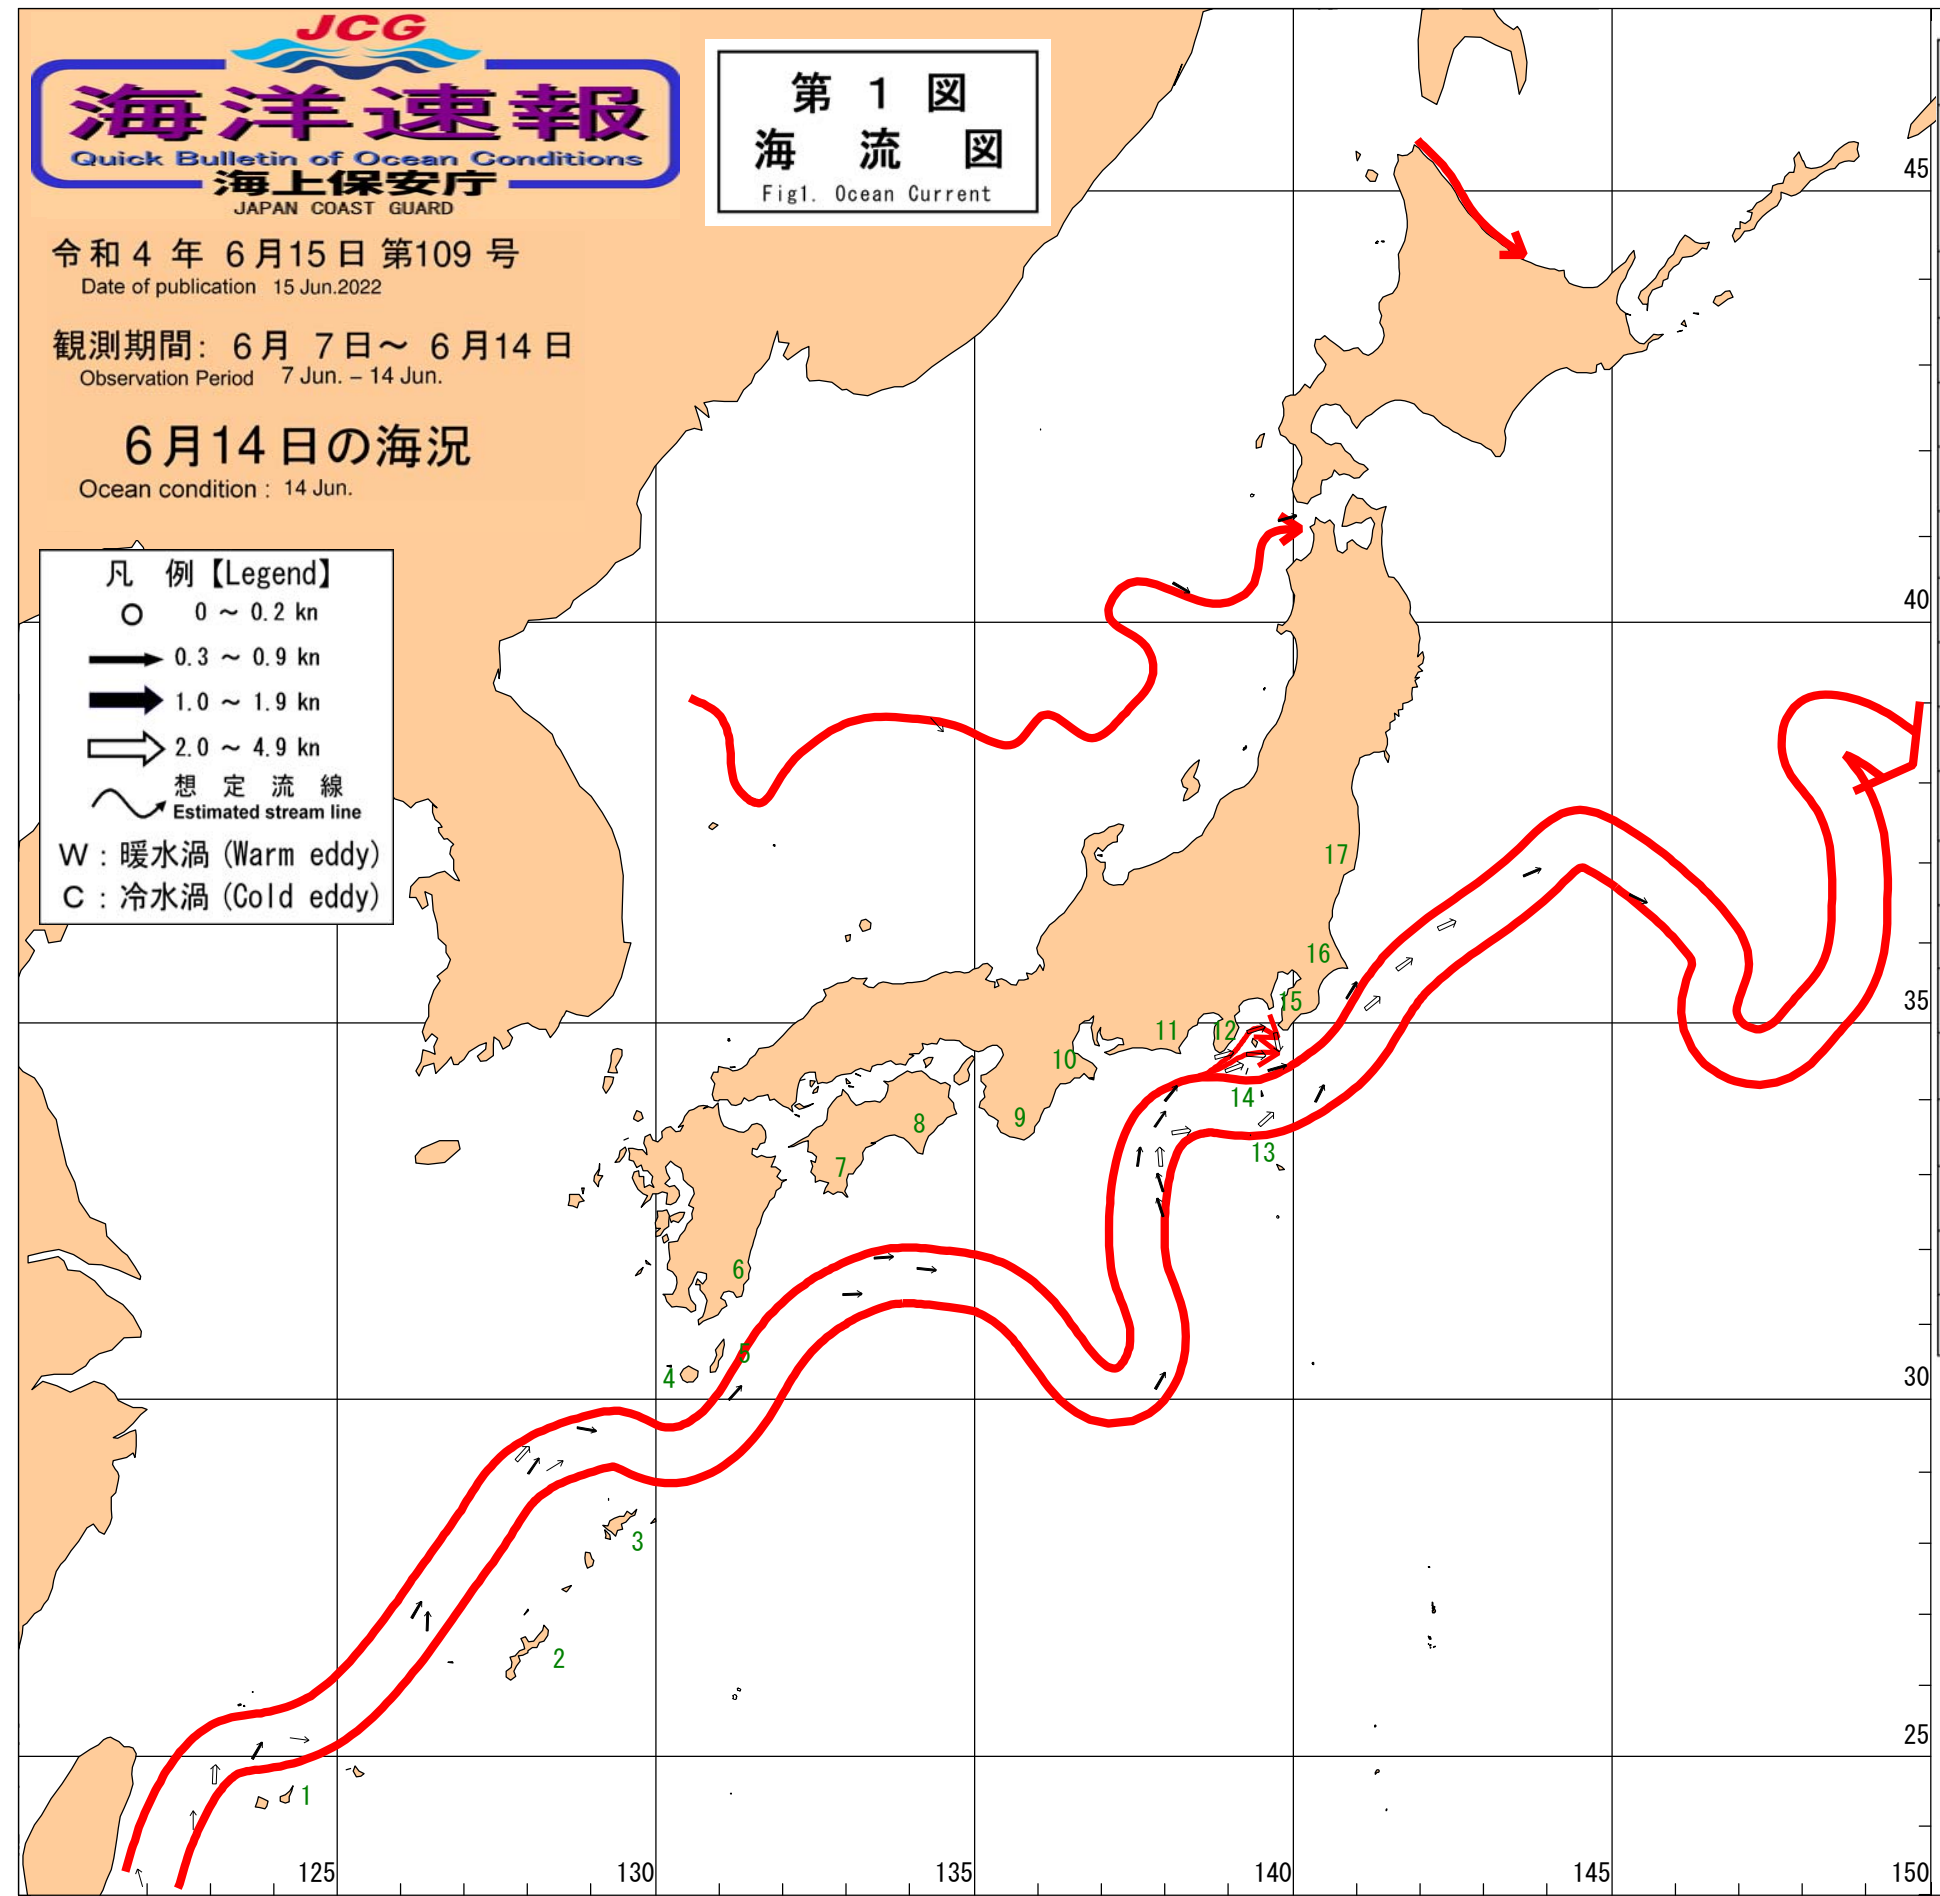 JCG
海洋速報
Quick Bulletin of Ocean Conditions
海上保安庁
JAPAN COAST GUARD
第 1 図
海 流 図
Fig1. Ocean Current
令和 4 年 6月15日 第109 号
Date of publication 15 Jun.2022
観測期間: 6月 7日～ 6月14日
Observation Period 7 Jun. – 14 Jun.
6月14日の海況
Ocean condition : 14 Jun.
凡 例【Legend】
0 ～ 0.2 kn
0.3 ～ 0.9 kn
1.0 ～ 1.9 kn
2.0 ～ 4.9 kn
想 定 流 線
Estimated stream line
W : 暖水渦 (Warm eddy)
C : 冷水渦 (Cold eddy)
45
40
17
16
35
15
12
11
10
14
9
8
13
7
6
5
4
30
3
2
25
1
125
130
135
140
145
150